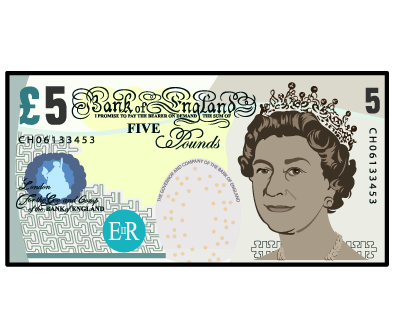 £5
Bank of England
I PROMISE TO PAY THE BEARER ON DEMAND THE SUM OF
5
FIVE
Pounds
CH06133453
CH06133453
THE GOVERNOR AND COMPANY OF THE BANK OF ENGLAND
London
For the Gov and Comp
of the BANK of ENGLAND
EIIR